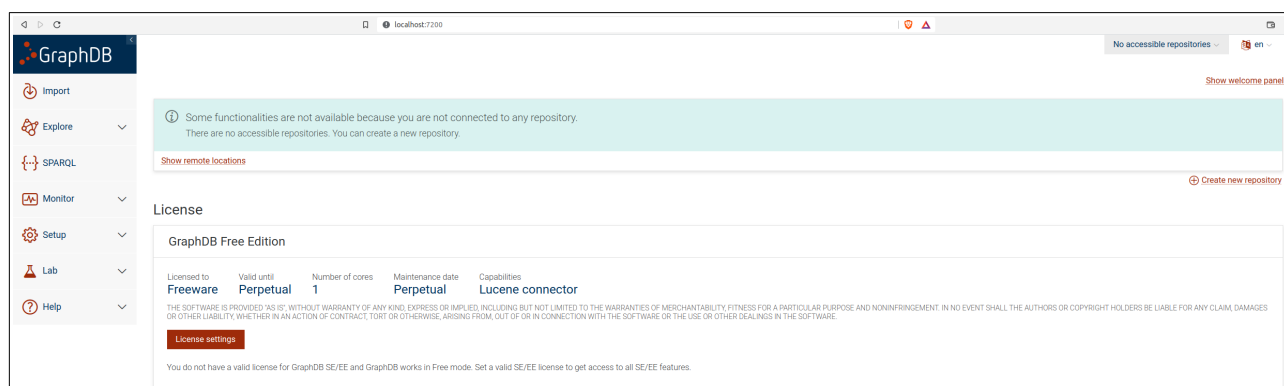 localhost:7200
GraphDB
No accessible repositories
en
Import
Explore
{···} SPARQL
Monitor
Setup
Lab
Help
Show welcome panel
Some functionalities are not available because you are not connected to any repository.
There are no accessible repositories. You can create a new repository.
Show remote locations
Create new repository
License
GraphDB Free Edition
Licensed to Valid until Number of cores Maintenance date Capabilities
Freeware Perpetual 1 Perpetual Lucene connector
THE SOFTWARE IS PROVIDED "AS IS", WITHOUT WARRANTY OF ANY KIND, EXPRESS OR IMPLIED, INCLUDING BUT NOT LIMITED TO THE WARRANTIES OF MERCHANTABILITY, FITNESS FOR A PARTICULAR PURPOSE AND NONINFRINGEMENT. IN NO EVENT SHALL THE AUTHORS OR COPYRIGHT HOLDERS BE LIABLE FOR ANY CLAIM, DAMAGES
OR OTHER LIABILITY, WHETHER IN AN ACTION OF CONTRACT, TORT OR OTHERWISE, ARISING FROM, OUT OF OR IN CONNECTION WITH THE SOFTWARE OR THE USE OR OTHER DEALINGS IN THE SOFTWARE.
License settings
You do not have a valid license for GraphDB SE/EE and GraphDB works in Free mode. Set a valid SE/EE license to get access to all SE/EE features.